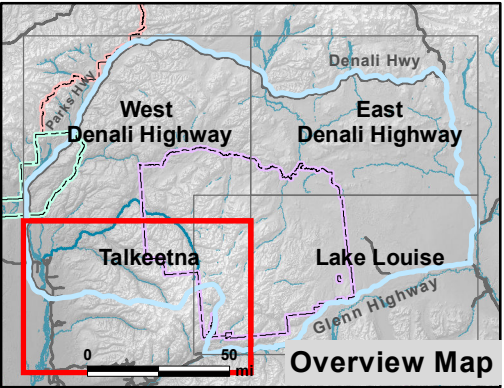 Parks Hwy
Denali Hwy
West
Denali Highway
East
Denali Highway
Talkeetna
Lake Louise
Glenn Highway
0
50
mi
Overview Map